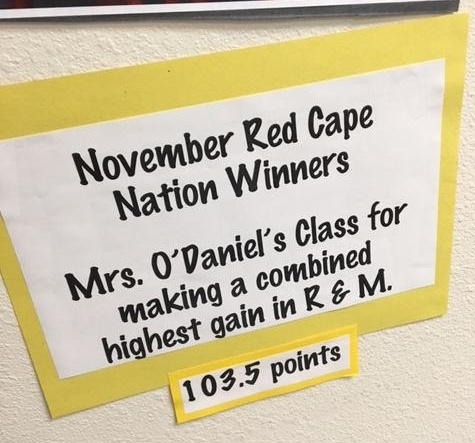 November Red Cape
Nation Winners
Mrs. O'Daniel's Class for
making a combined
highest gain in R & M.
103.5 points